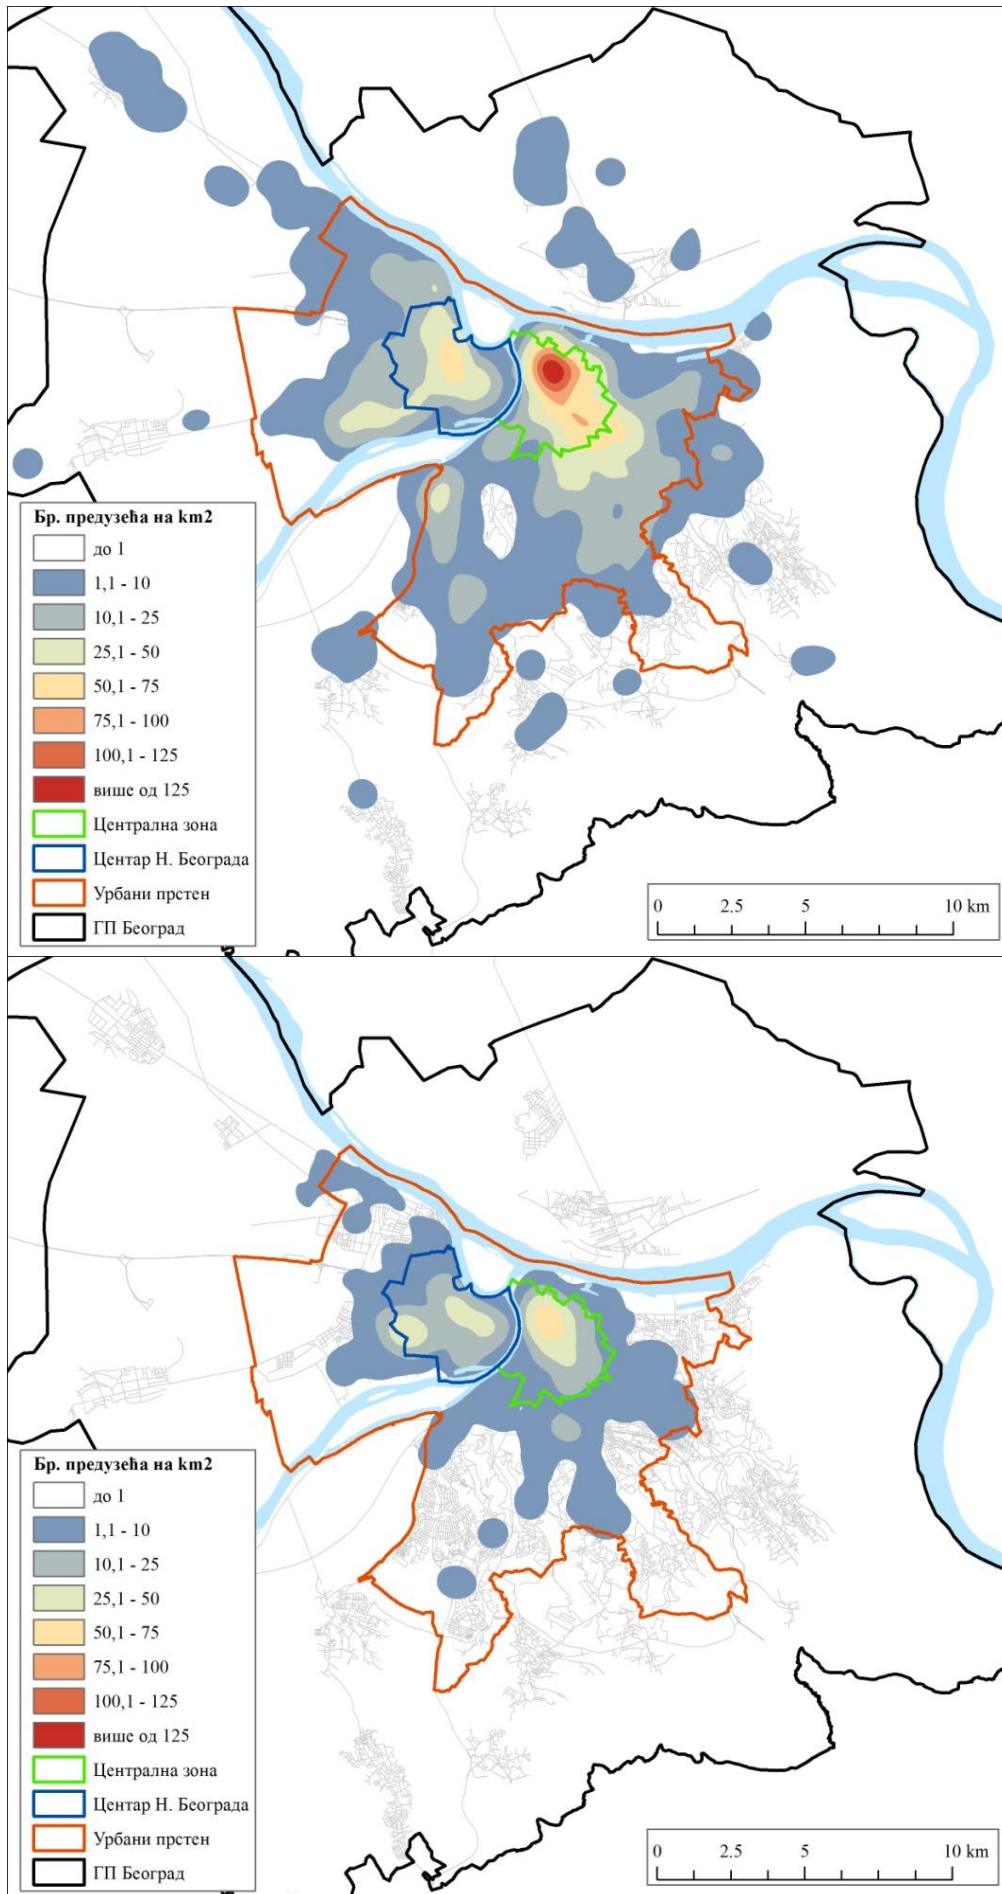 Бр. предузећа на km2
до 1
1,1 - 10
10,1 - 25
25,1 - 50
50,1 - 75
75,1 - 100
100,1 - 125
више од 125
Централна зона
Центар Н. Београда
Урбани прстен
ГП Београд
0 2.5 5 10 km
Бр. предузећа на km2
до 1
1,1 - 10
10,1 - 25
25,1 - 50
50,1 - 75
75,1 - 100
100,1 - 125
више од 125
Централна зона
Центар Н. Београда
Урбани прстен
ГП Београд
0 2.5 5 10 km